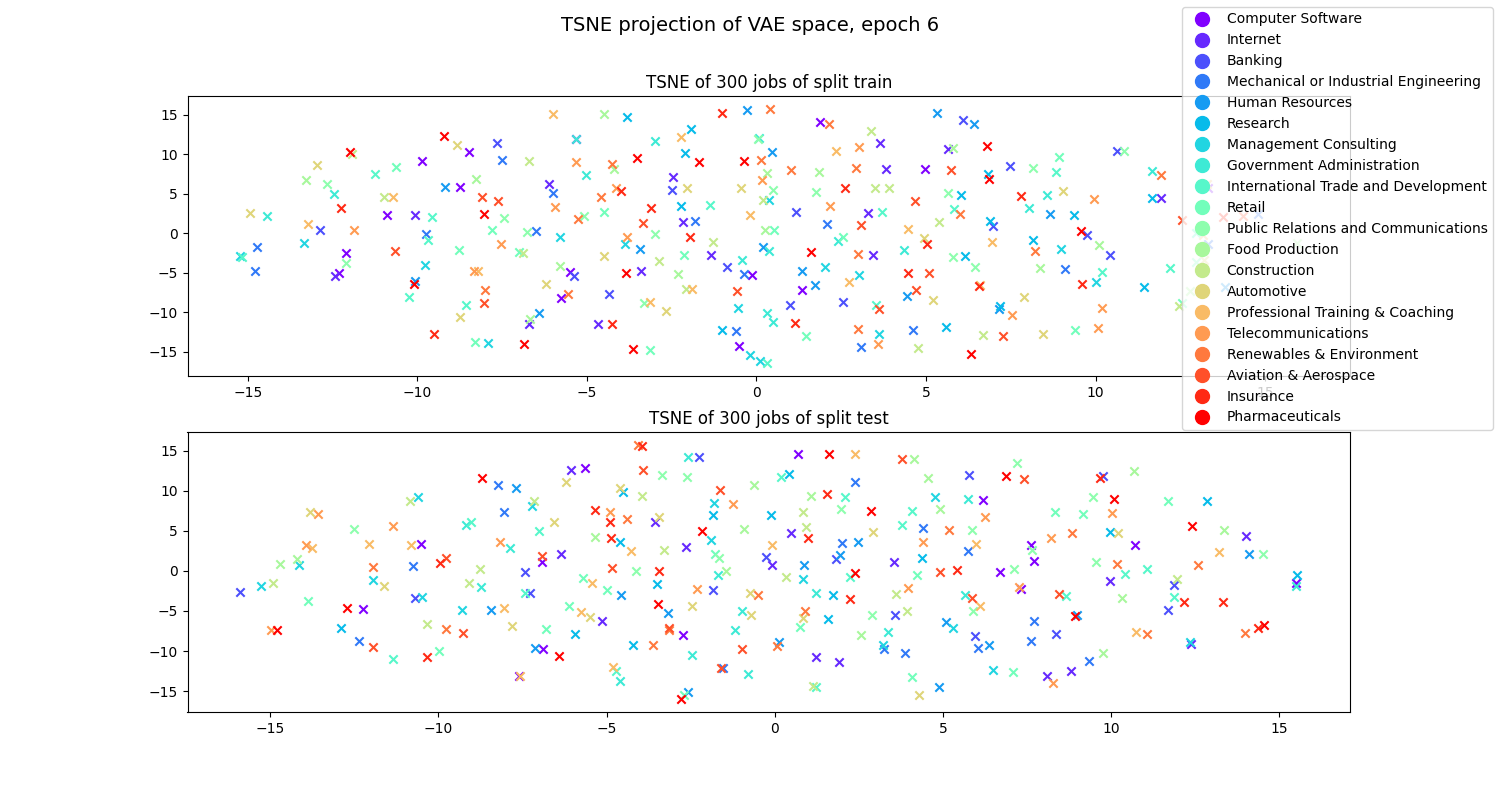 TSNE projection of VAE space, epoch 6
Computer Software
Internet
Banking
Mechanical or Industrial Engineering
Human Resources
Research
Management Consulting
Government Administration
International Trade and Development
Retail
Public Relations and Communications
Food Production
Construction
Automotive
Professional Training & Coaching
Telecommunications
Renewables & Environment
Aviation & Aerospace
Insurance
Pharmaceuticals
TSNE of 300 jobs of split train
15
10
5
0
−5
−10
−15
−15 −10 −5 0 5 10 15
TSNE of 300 jobs of split test
15
10
5
0
−5
−10
−15
−15 −10 −5 0 5 10 15